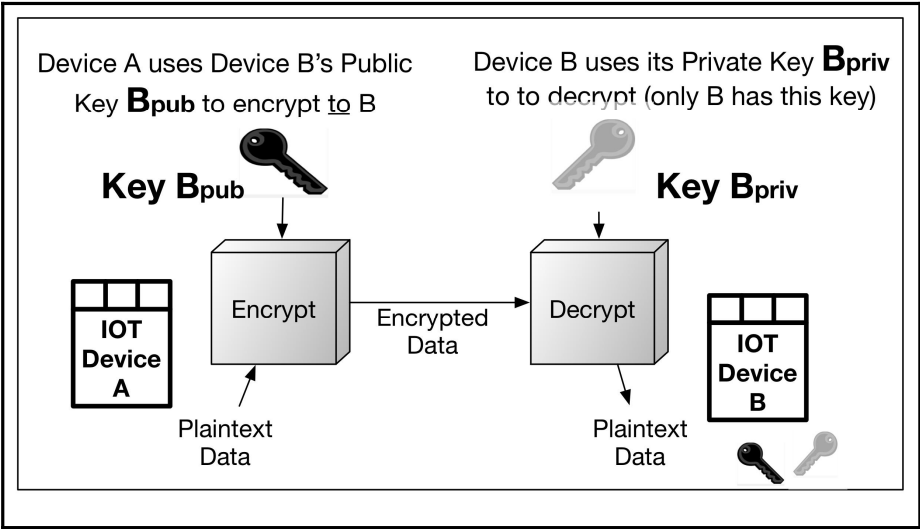 Device A uses Device B’s Public
Key Bpub to encrypt to B
Device B uses its Private Key Bpriv
to to decrypt (only B has this key)
Key Bpub
Key Bpriv
Encrypt
Decrypt
Encrypted
Data
IOT
Device
A
IOT
Device
B
Plaintext
Data
Plaintext
Data